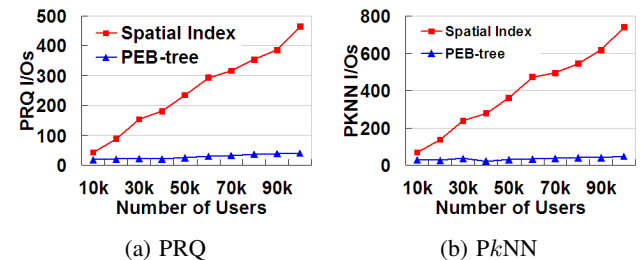 500
400
300
200
100
0
PRQ I/Os
Spatial Index
PEB-tree
10k 30k 50k 70k 90k
Number of Users
(a) PRQ
800
600
400
200
0
PKNN I/Os
Spatial Index
PEB-tree
10k 30k 50k 70k 90k
Number of Users
(b) PkNN